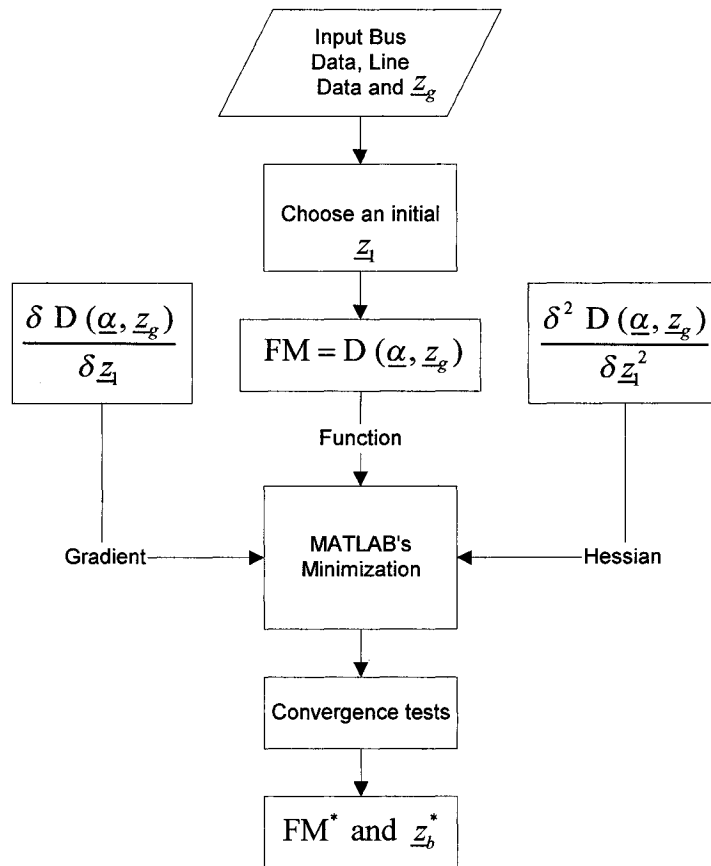 Input Bus
Data, Line
Data and z_g
Choose an initial
z_1
δ D (α, z_g)
δ z_1
FM = D (α, z_g)
δ² D (α, z_g)
δ z_1²
Function
Gradient
MATLAB's
Minimization
Hessian
Convergence tests
FM* and z_b*